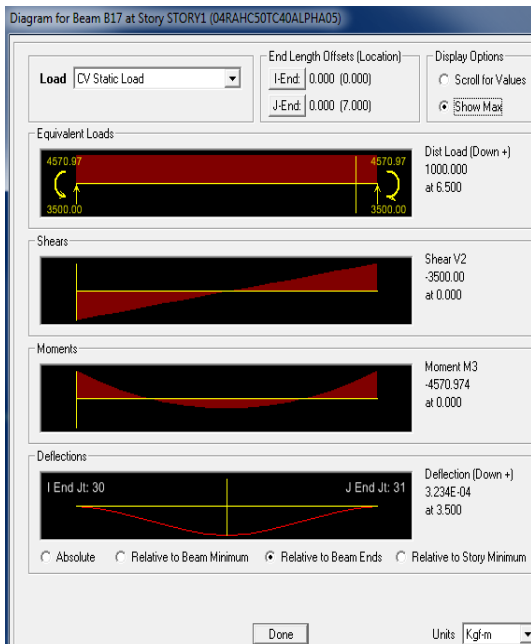 Diagram for Beam B17 at Story STORY1 (04RAHC50TC40ALPHA05)
Load CV Static Load
End Length Offsets (Location)
I-End: 0.000 (0.000)
J-End: 0.000 (7.000)
Display Options
Scroll for Values
Show Max
Equivalent Loads
4570.97 4570.97
3500.00 3500.00
Dist Load (Down +)
1000.000
at 6.500
Shears
Shear V2
-3500.00
at 0.000
Moments
Moment M3
-4570.974
at 0.000
Deflections
I End Jt: 30 J End Jt: 31
Deflection (Down +)
3.234E-04
at 3.500
Absolute Relative to Beam Minimum Relative to Beam Ends Relative to Story Minimum
Done Units Kgf-m